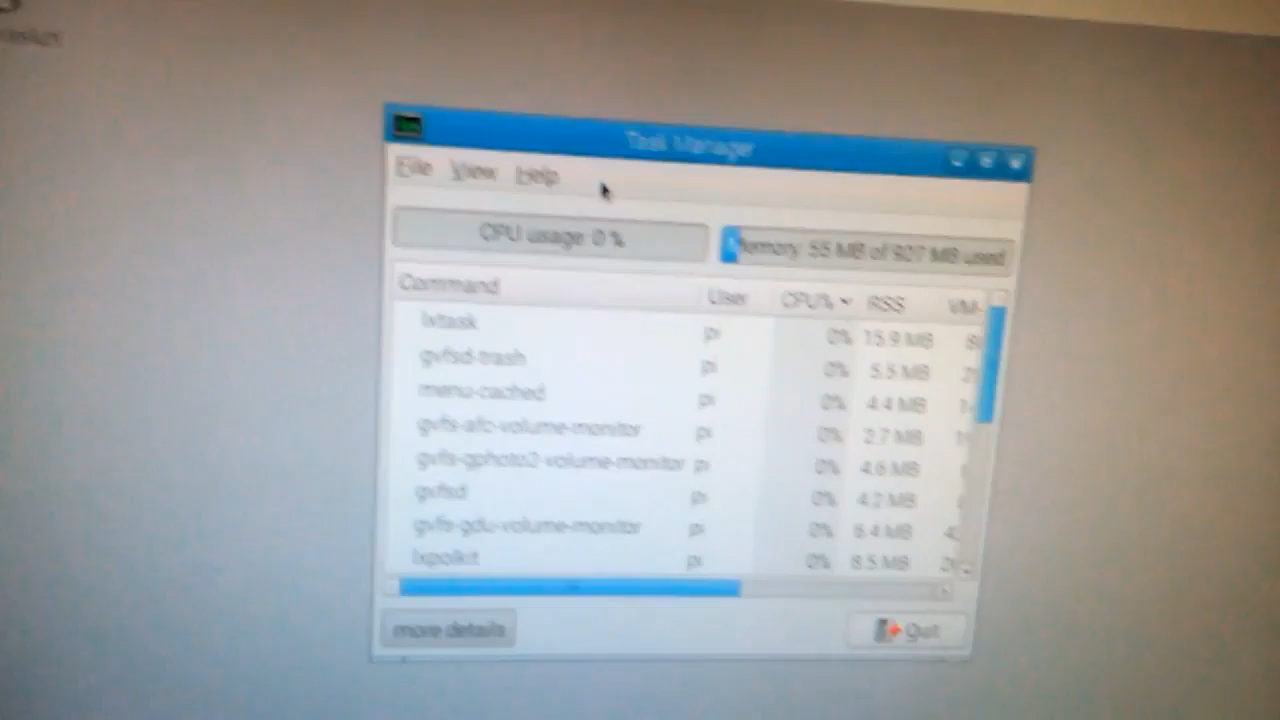 Task Manager
File View Help
CPU usage: 0 %
Memory: 55 MB of 927 MB used
Command User CPU% RSS VM-
lxtask pi 0% 15.9 MB
gvfsd-trash pi 0% 5.5 MB
menu-cached pi 0% 4.4 MB
gvfs-afc-volume-monitor pi 0% 2.7 MB
gvfs-gphoto2-volume-monitor pi 0% 4.6 MB
gvfsd pi 0% 4.2 MB
gvfs-gdu-volume-monitor pi 0% 6.4 MB
lxpolkit pi 0% 8.5 MB
more details
Quit